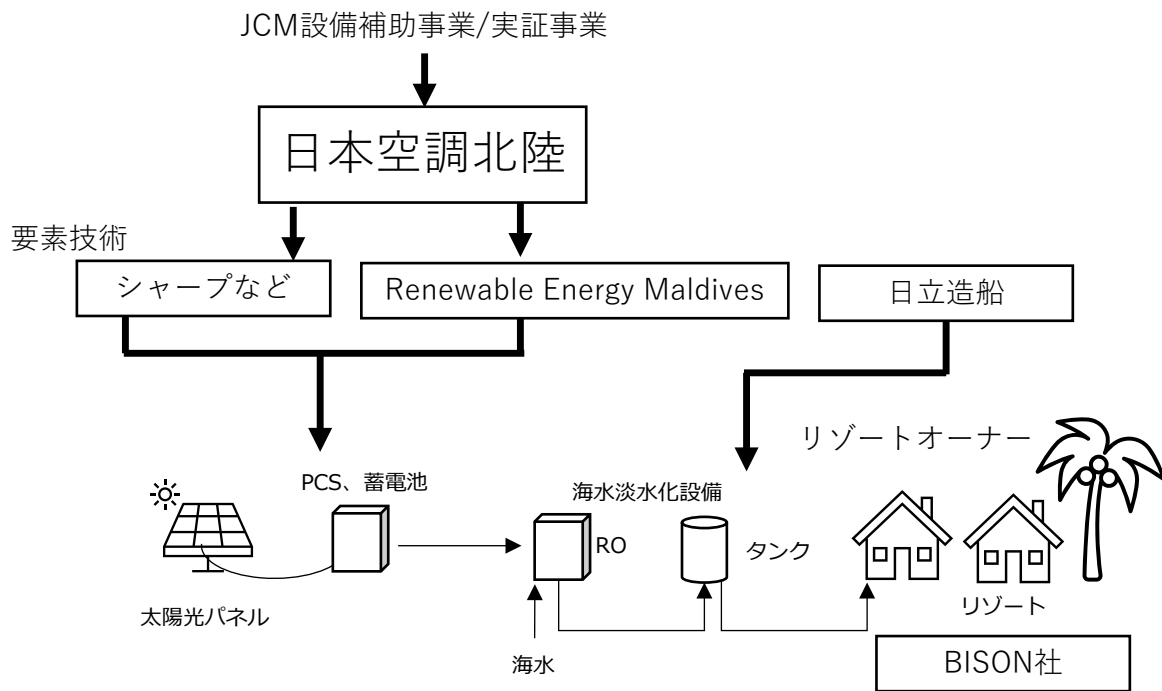 JCM設備補助事業/実証事業
日本空調北陸
要素技術
シャープなど
Renewable Energy Maldives
日立造船
リゾートオーナー
PCS、蓄電池
海水淡水化設備
RO
タンク
太陽光パネル
海水
リゾート
BISON社